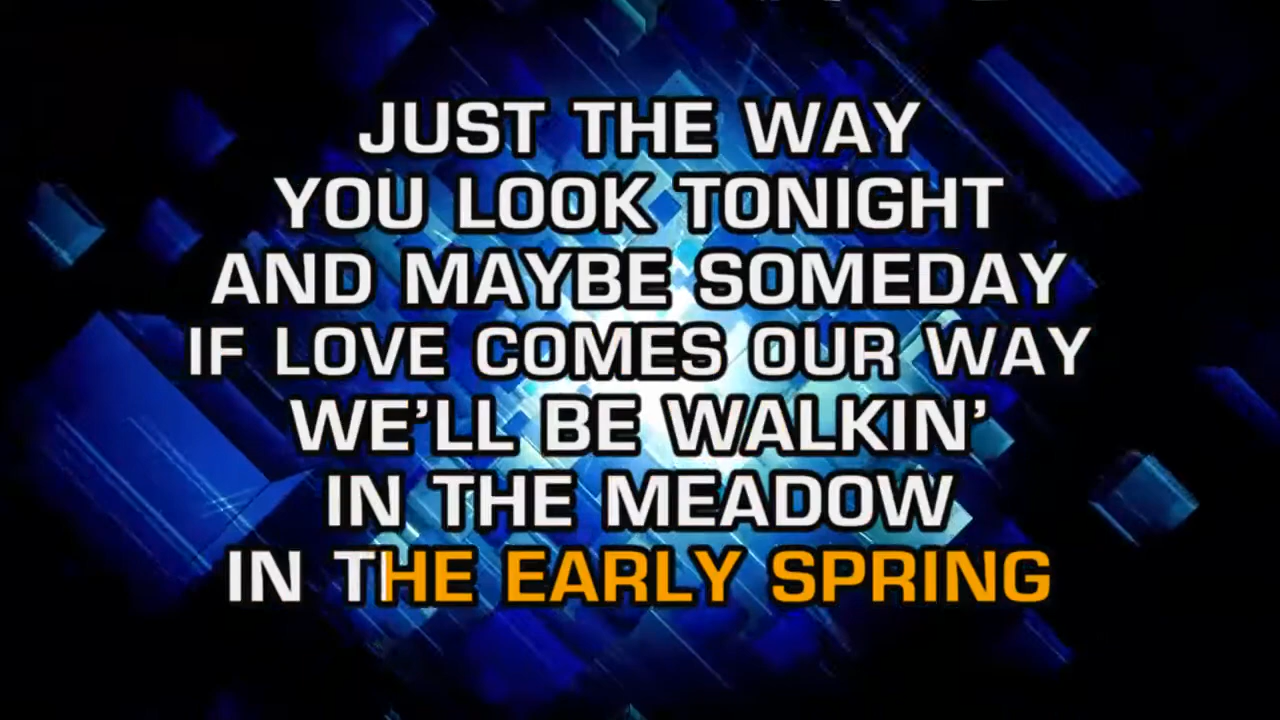 JUST THE WAY
YOU LOOK TONIGHT
AND MAYBE SOMEDAY
IF LOVE COMES OUR WAY
WE'LL BE WALKIN'
IN THE MEADOW
IN THE EARLY SPRING